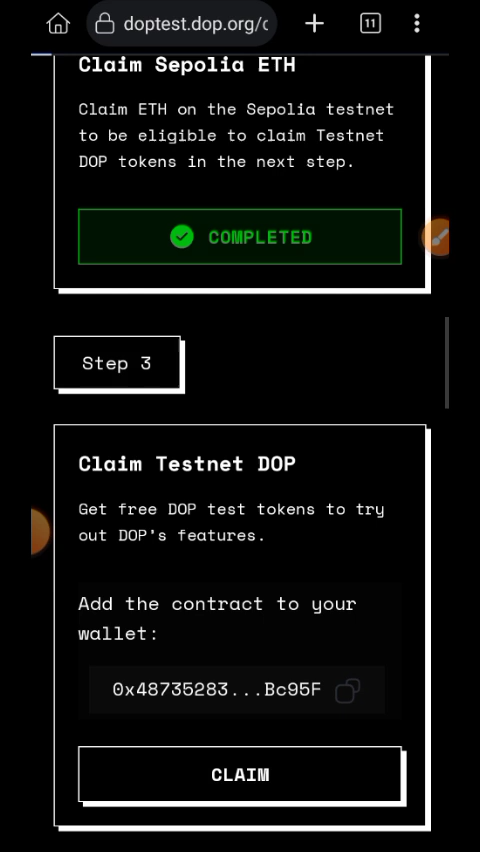 doptest.dop.org/c
11
Claim Sepolia ETH
Claim ETH on the Sepolia testnet
to be eligible to claim Testnet
DOP tokens in the next step.
COMPLETED
Step 3
Claim Testnet DOP
Get free DOP test tokens to try
out DOP's features.
Add the contract to your
wallet:
0x48735283...Bc95F
CLAIM